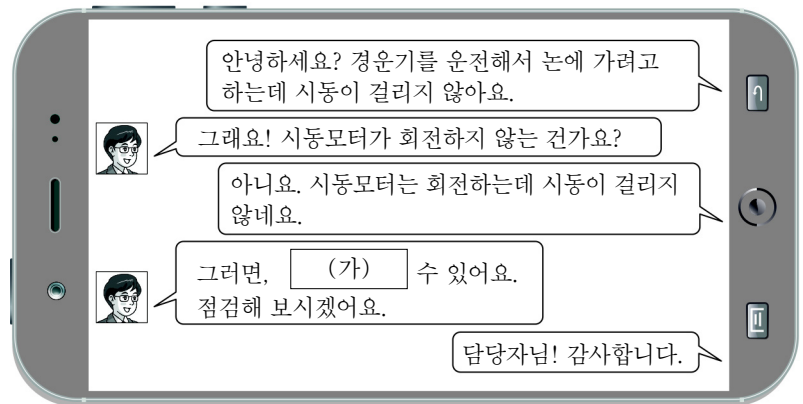 안녕하세요? 경운기를 운전해서 논에 가려고
하는데 시동이 걸리지 않아요.
그래요! 시동모터가 회전하지 않는 건가요?
아니요. 시동모터는 회전하는데 시동이 걸리지
않네요.
그러면, (가) 수 있어요.
점검해 보시겠어요.
담당자님! 감사합니다.